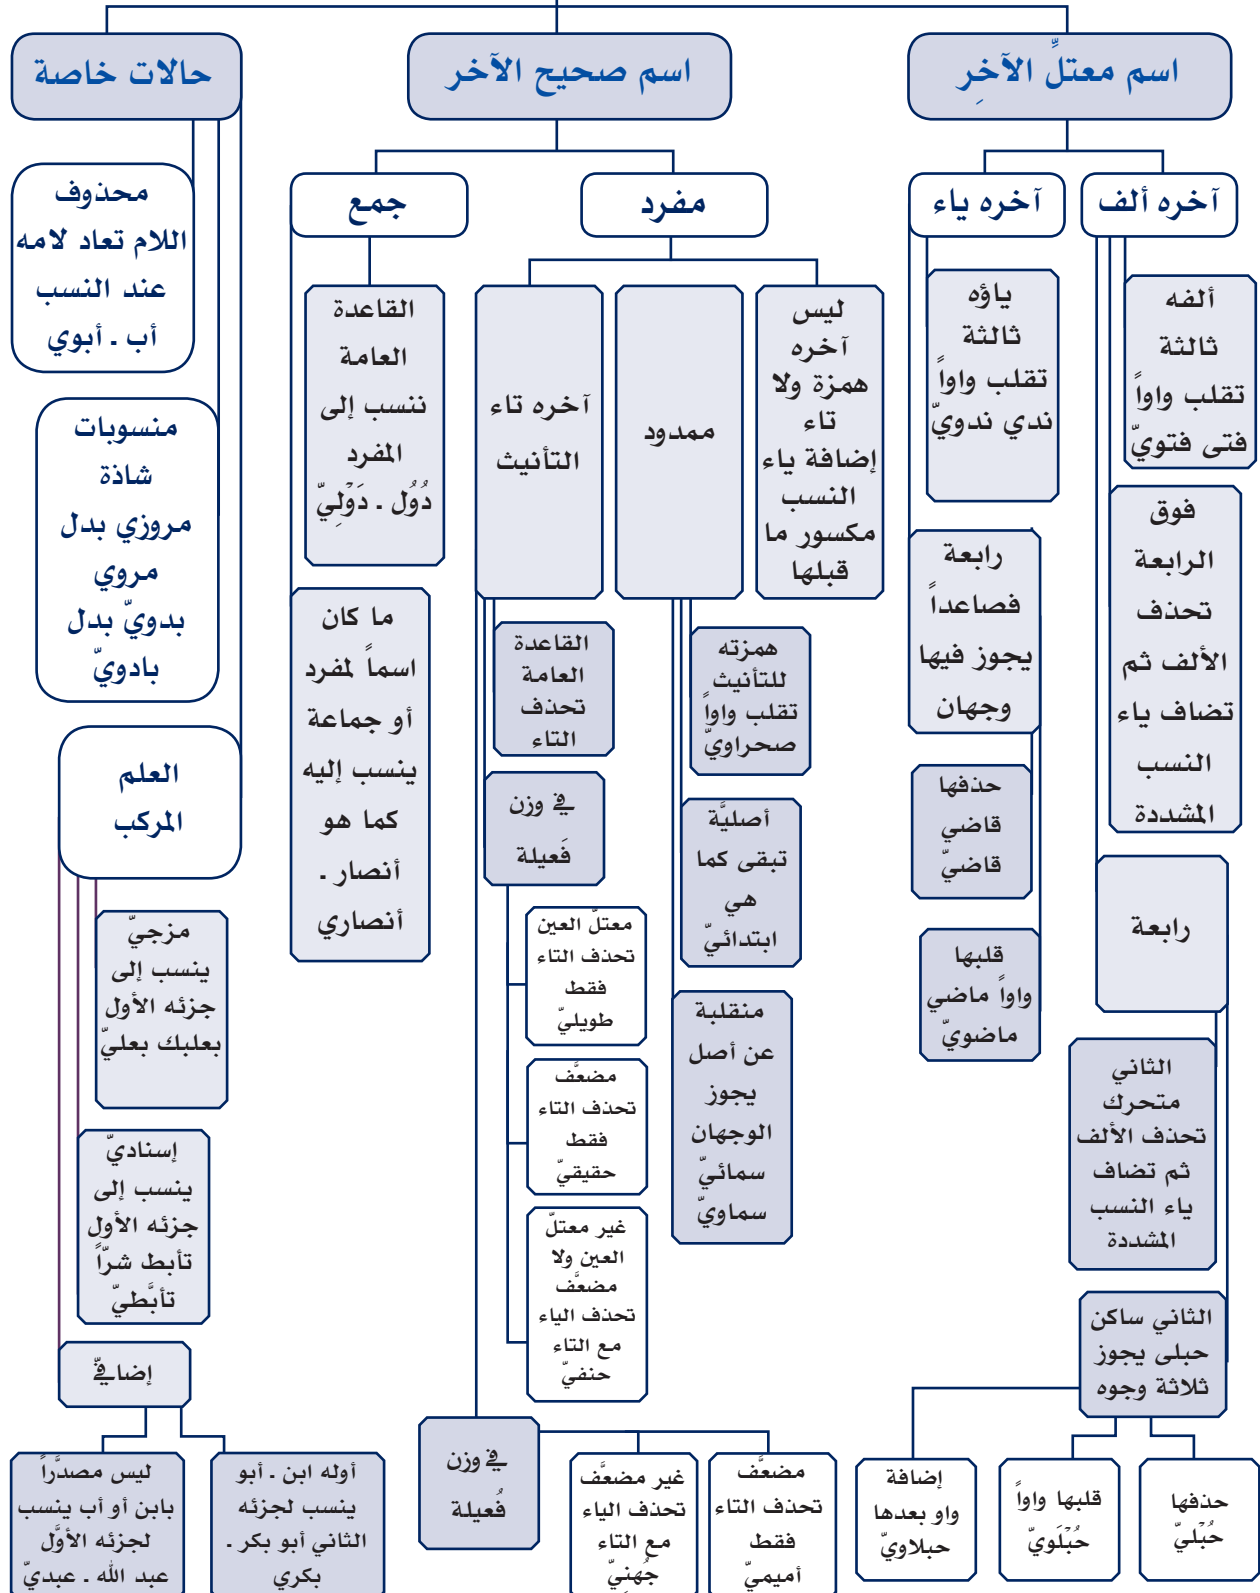 اسم معتلِّ الآخِر
اسم صحيح الآخر
حالات خاصة
آخره ألف
آخره ياء
مفرد
جمع
محذوف
اللام تعاد لامه
عند النسب
أب ـ أبوي
ألفه
ثالثة
تقلب واواً
فتى فتويّ
ياؤه
ثالثة
تقلب واواً
ندي ندويّ
ليس
آخره
همزة ولا
تاء
إضافة ياء
النسب
مكسور ما
قبلها
ممدود
آخره تاء
التأنيث
القاعدة
العامة
ننسب إلى
المفرد
دُوُل ـ دَوْلِيّ
منسوبات
شاذة
مروزي بدل
مروي
بدويّ بدل
بادويّ
فوق
الرابعة
تحذف
الألف ثم
تضاف ياء
النسب
المشددة
رابعة
فصاعداً
يجوز فيها
وجهان
ما كان
اسماً لمفرد
أو جماعة
ينسب إليه
كما هو
أنصار ـ
أنصاري
همزته
للتأنيث
تقلب واواً
صحراويّ
القاعدة
العامة
تحذف
التاء
العلم
المركب
حذفها
قاضي
قاضيّ
أصليَّة
تبقى كما
هي
ابتدائيّ
في وزن
فَعيلة
رابعة
قلبها
واواً ماضي
ماضويّ
معتلّ العين
تحذف التاء
فقط
طويليّ
مزجيّ
ينسب إلى
جزئه الأول
بعلبك بعليّ
منقلبة
عن أصل
يجوز
الوجهان
سمائيّ
سماويّ
مضعَّف
تحذف التاء
فقط
حقيقيّ
الثاني
متحرك
تحذف الألف
ثم تضاف
ياء النسب
المشددة
إسناديّ
ينسب إلى
جزئه الأول
تأبط شرّاً
تأبَّطيّ
غير معتلّ
العين ولا
مضعَّف
تحذف الياء
مع التاء
حنفيّ
الثاني ساكن
حبلى يجوز
ثلاثة وجوه
إضافيّ
حذفها
حُبْليّ
قلبها واواً
حُبْلَويّ
إضافة
واو بعدها
حبلاويّ
مضعَّف
تحذف التاء
فقط
أميميّ
غير مضعَّف
تحذف الياء
مع التاء
جُهنيّ
في وزن
فُعيلة
أوله ابن ـ أبو
ينسب لجزئه
الثاني أبو بكر ـ
بكري
ليس مصدَّراً
بابن أو أب ينسب
لجزئه الأوَّل
عبد الله ـ عبديّ